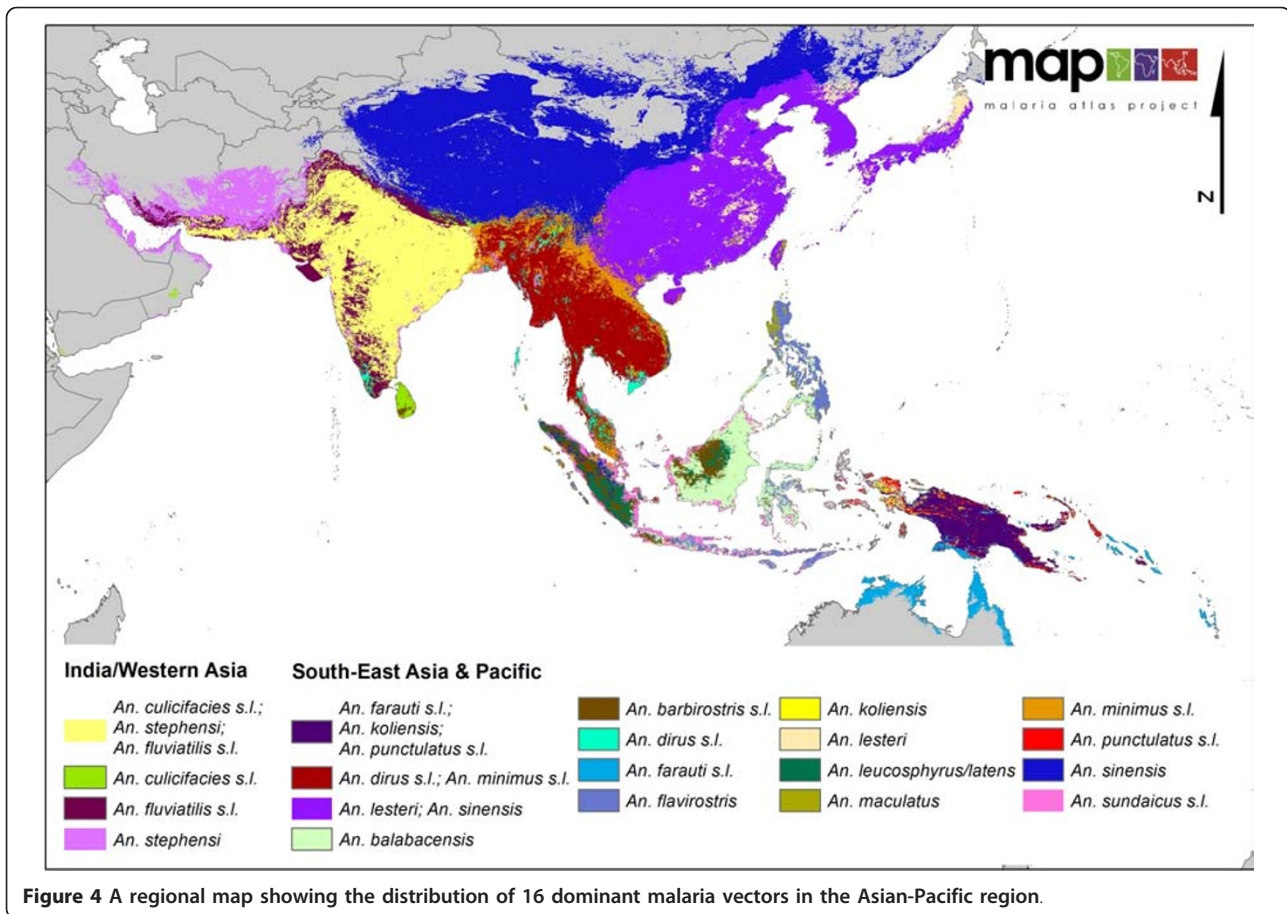 map
malaria atlas project
N
India/Western Asia
An. culicifacies s.l.;
An. stephensi;
An. fluviatilis s.l.
An. culicifacies s.l.
An. fluviatilis s.l.
An. stephensi
South-East Asia & Pacific
An. farauti s.l.;
An. koliensis;
An. punctulatus s.l.
An. dirus s.l.; An. minimus s.l.
An. lesteri; An. sinensis
An. balabacensis
An. barbirostris s.l.
An. dirus s.l.
An. farauti s.l.
An. flavirostris
An. koliensis
An. lesteri
An. leucosphyrus/latens
An. maculatus
An. minimus s.l.
An. punctulatus s.l.
An. sinensis
An. sundaicus s.l.
Figure 4 A regional map showing the distribution of 16 dominant malaria vectors in the Asian-Pacific region.